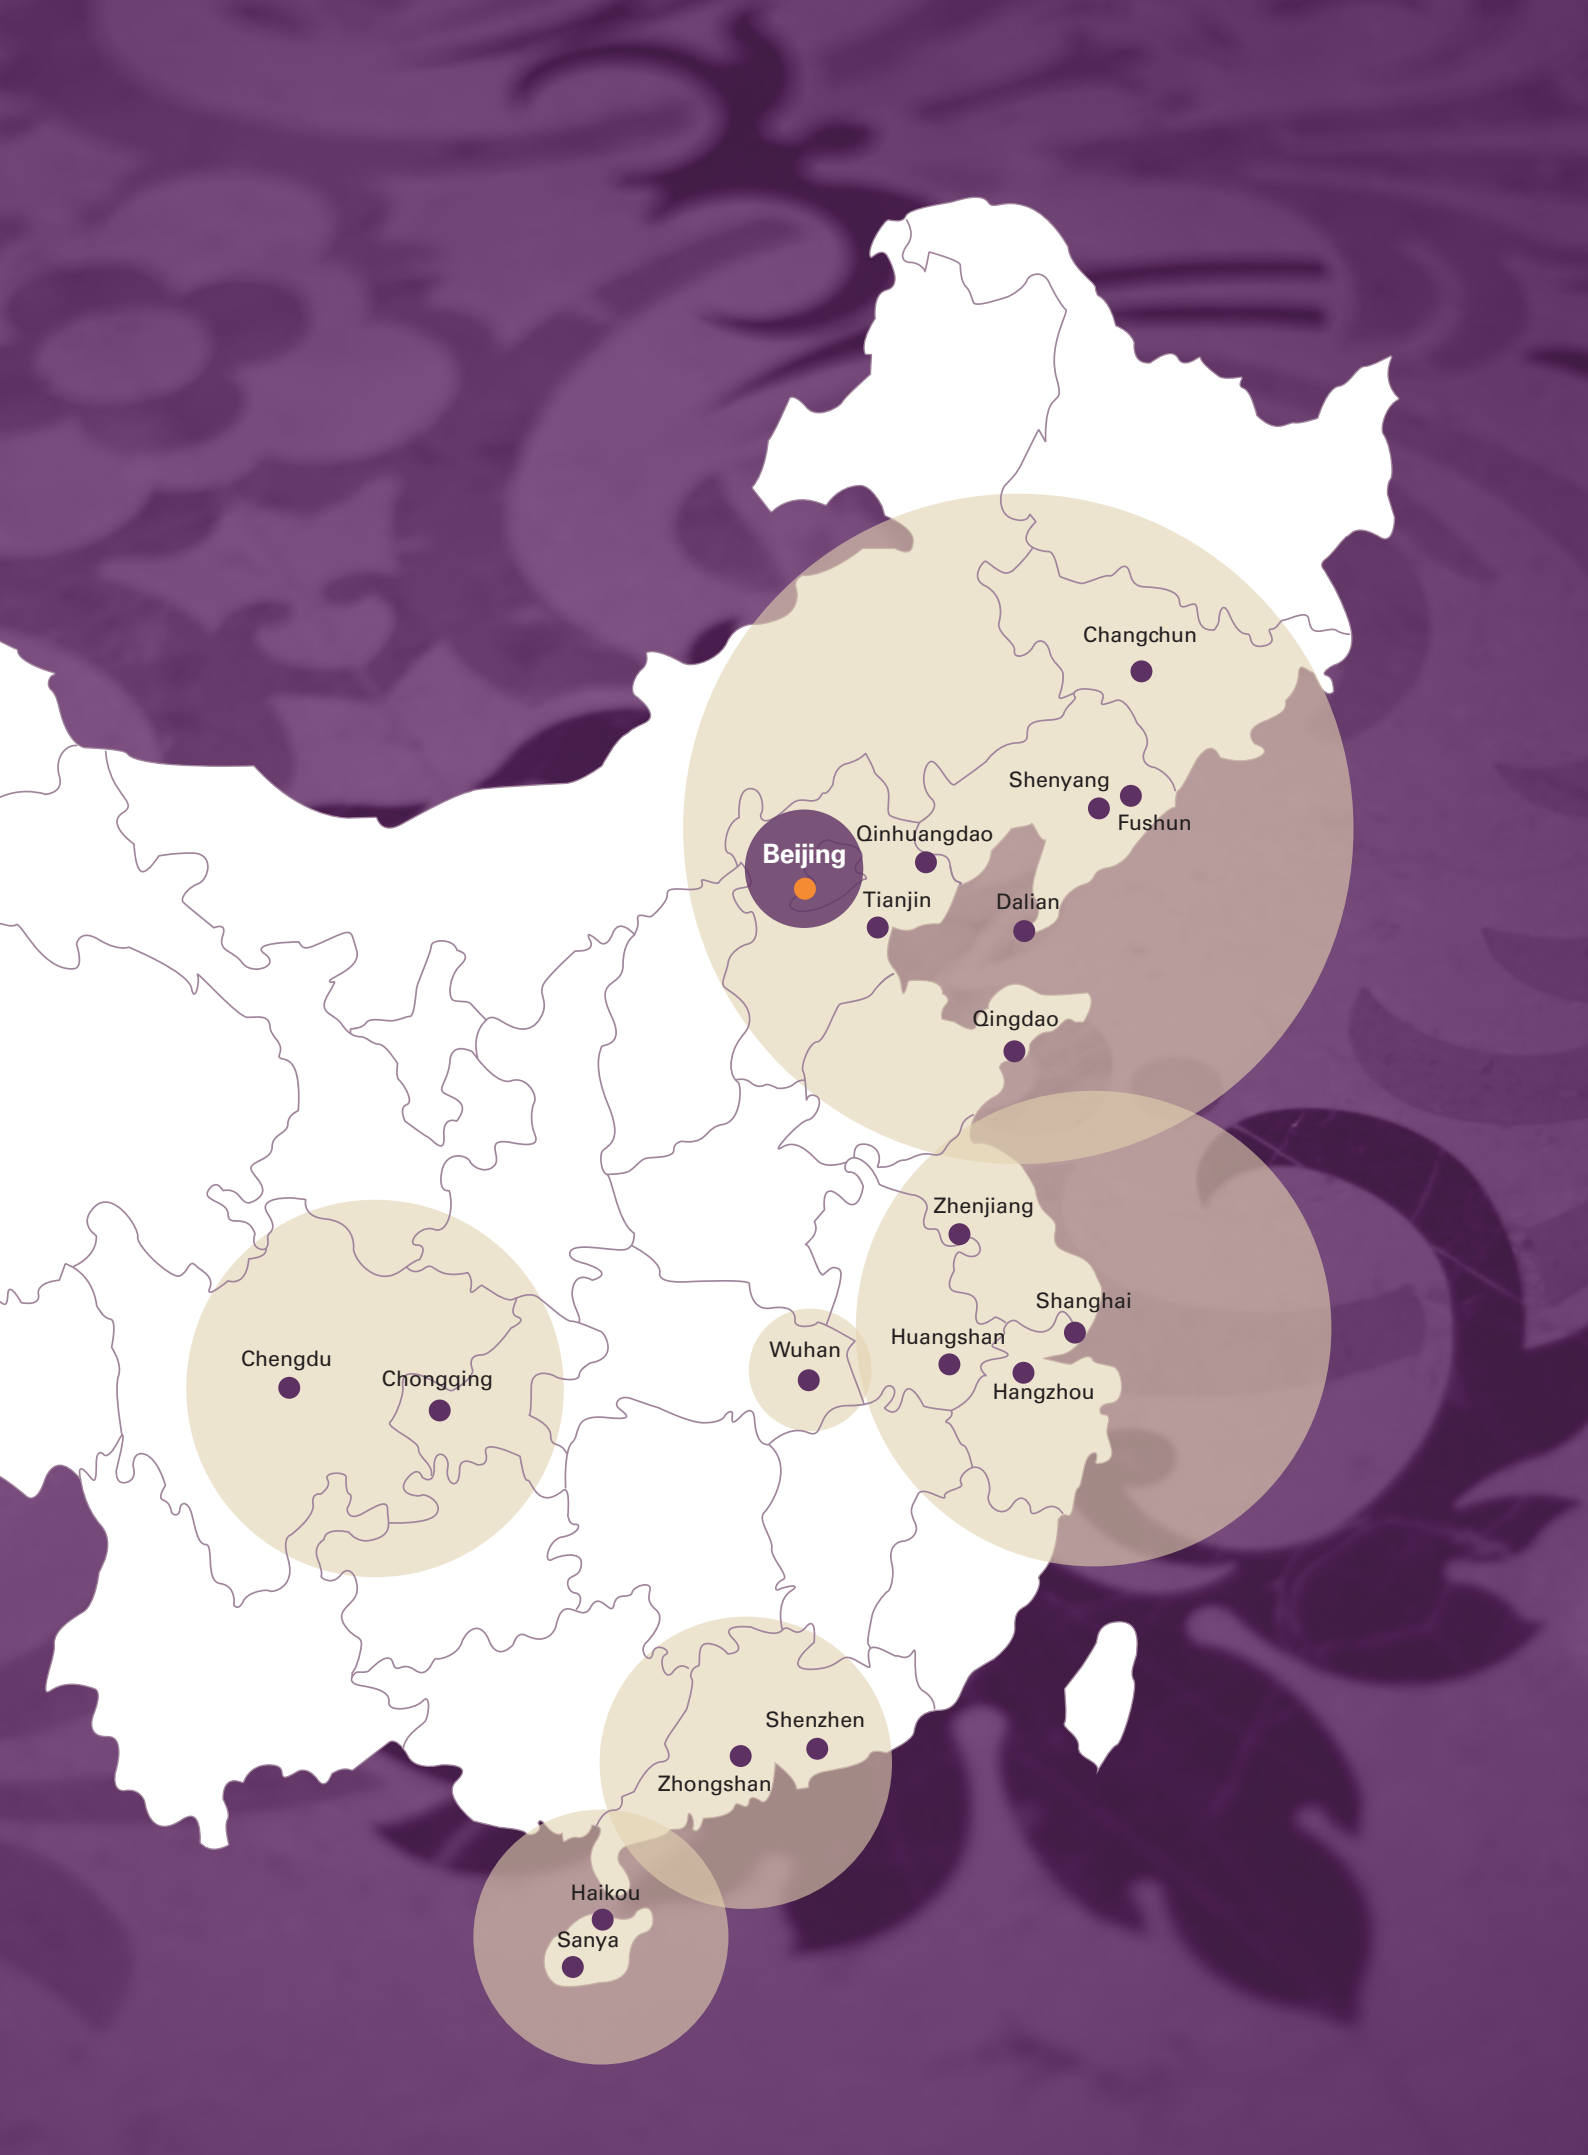 Changchun
Shenyang
Fushun
Qinhuangdao
Beijing
Tianjin
Dalian
Qingdao
Zhenjiang
Shanghai
Huangshan
Wuhan
Hangzhou
Chengdu
Chongqing
Shenzhen
Zhongshan
Haikou
Sanya